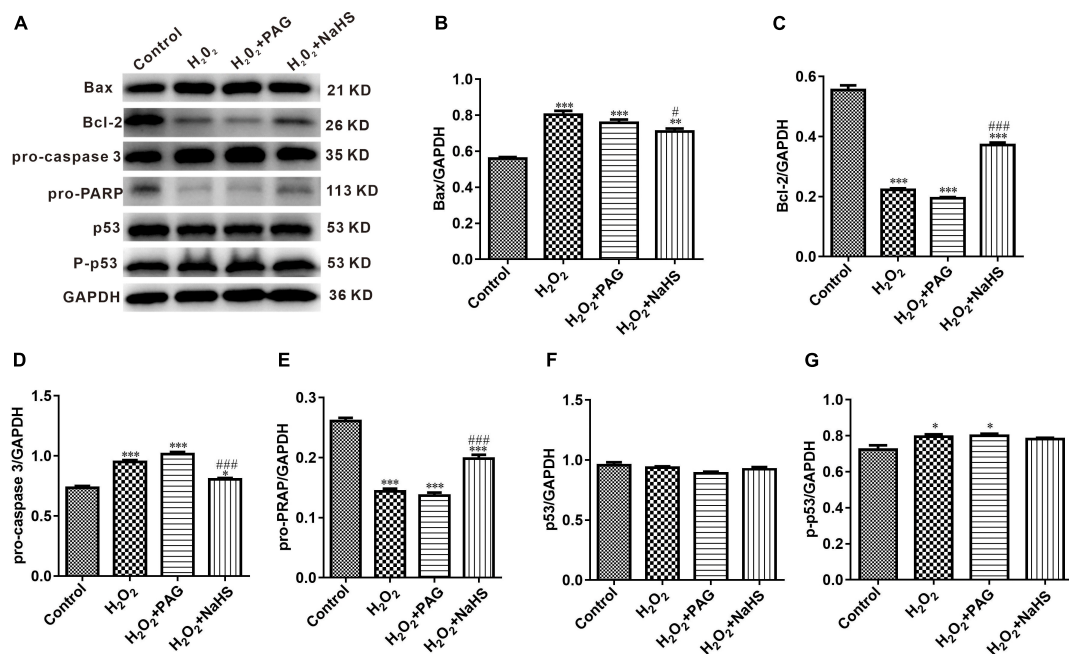 A
Control
H₂0₂
H₂0₂+PAG
H₂0₂+NaHS
Bax 21 KD
Bcl-2 26 KD
pro-caspase 3 35 KD
pro-PARP 113 KD
p53 53 KD
P-p53 53 KD
GAPDH 36 KD
B
Bax/GAPDH
1.0
0.8
0.6
0.4
0.2
0.0
***
***
#
**
Control
H₂O₂
H₂O₂+PAG
H₂O₂+NaHS
C
Bcl-2/GAPDH
0.6
0.4
0.2
0.0
***
***
###
***
Control
H₂O₂
H₂O₂+PAG
H₂O₂+NaHS
D
pro-caspase 3/GAPDH
1.5
1.0
0.5
0.0
***
***
###
*
Control
H₂O₂
H₂O₂+PAG
H₂O₂+NaHS
E
pro-PRAP/GAPDH
0.3
0.2
0.1
0.0
***
***
###
***
Control
H₂O₂
H₂O₂+PAG
H₂O₂+NaHS
F
p53/GAPDH
1.5
1.0
0.5
0.0
Control
H₂O₂
H₂O₂+PAG
H₂O₂+NaHS
G
p-p53/GAPDH
1.0
0.8
0.6
0.4
0.2
0.0
*
*
Control
H₂O₂
H₂O₂+PAG
H₂O₂+NaHS